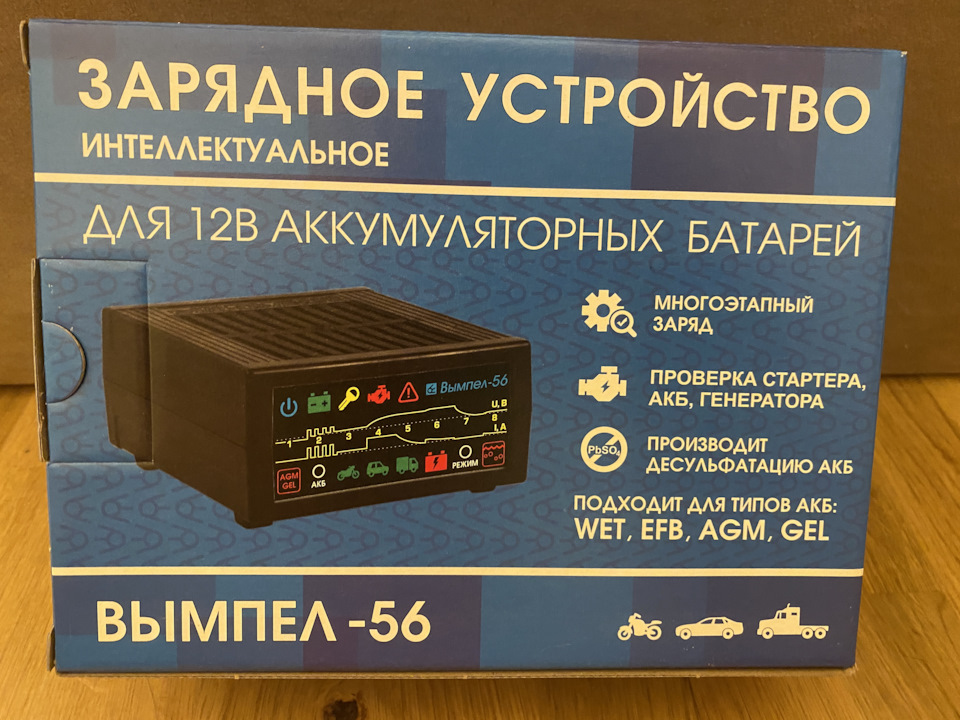 ЗАРЯДНОЕ УСТРОЙСТВО
ИНТЕЛЛЕКТУАЛЬНОЕ
ДЛЯ 12В АККУМУЛЯТОРНЫХ БАТАРЕЙ
МНОГОЭТАПНЫЙ
ЗАРЯД
ПРОВЕРКА СТАРТЕРА,
АКБ, ГЕНЕРАТОРА
PbSO4
ПРОИЗВОДИТ
ДЕСУЛЬФАТАЦИЮ АКБ
ПОДХОДИТ ДЛЯ ТИПОВ АКБ:
WET, EFB, AGM, GEL
Вымпел-56
U, В
1 2 3 4 5 6 7 8
I, А
AGM
GEL
АКБ
РЕЖИМ
ВЫМПЕЛ -56